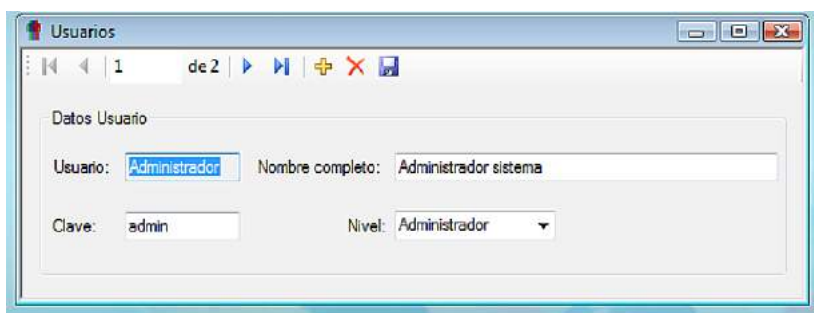 Usuarios
1 de 2
Datos Usuario
Usuario: Administrador Nombre completo: Administrador sistema
Clave: admin Nivel: Administrador